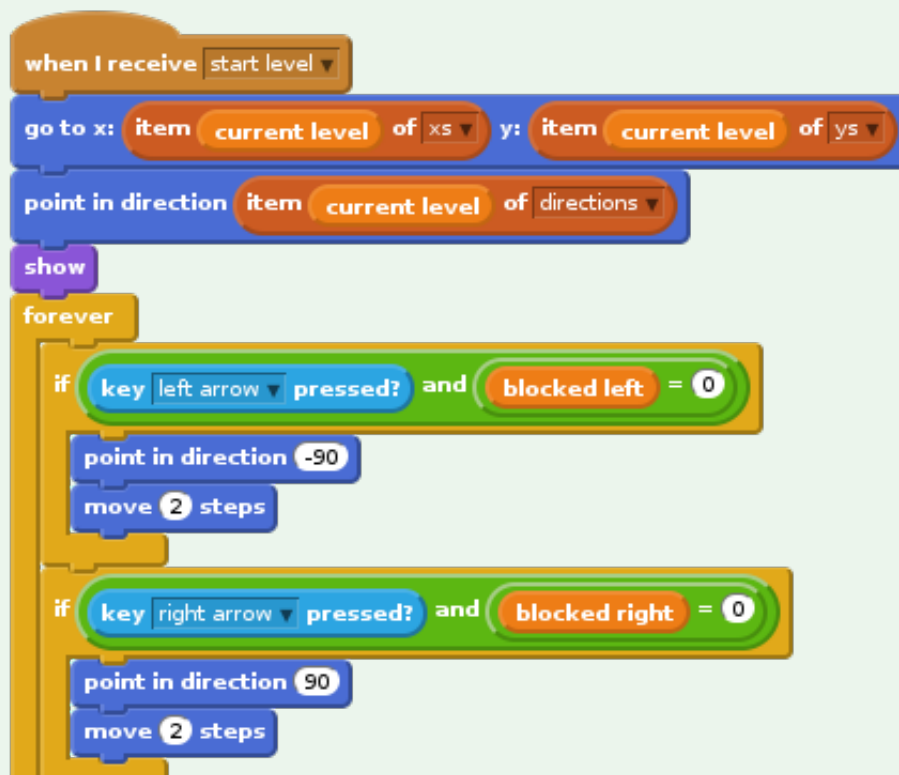 when I receive start level
go to x: item current level of xs y: item current level of ys
point in direction item current level of directions
show
forever
if key left arrow pressed? and blocked left = 0
point in direction -90
move 2 steps
if key right arrow pressed? and blocked right = 0
point in direction 90
move 2 steps